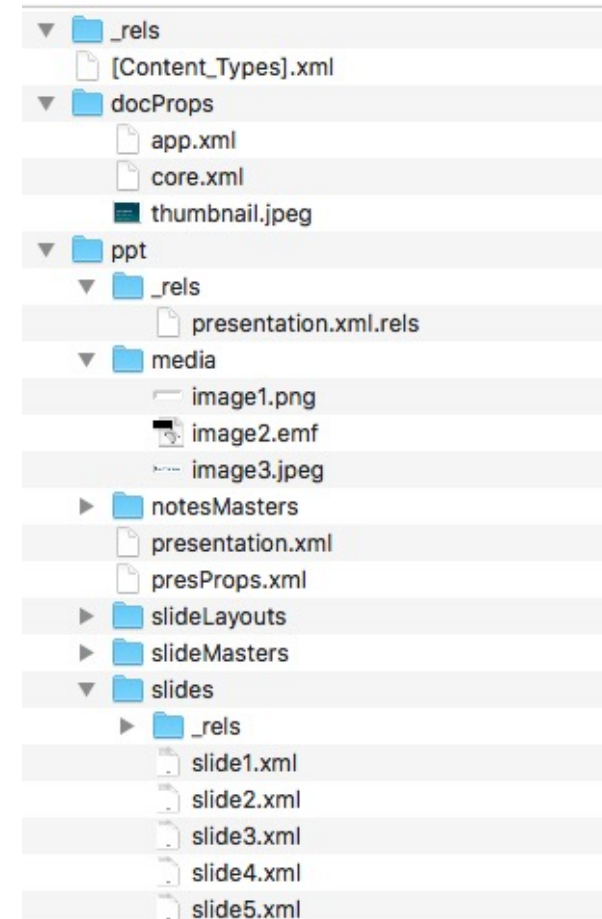 _rels
[Content_Types].xml
docProps
app.xml
core.xml
thumbnail.jpeg
ppt
_rels
presentation.xml.rels
media
image1.png
image2.emf
image3.jpeg
notesMasters
presentation.xml
presProps.xml
slideLayouts
slideMasters
slides
_rels
slide1.xml
slide2.xml
slide3.xml
slide4.xml
slide5.xml